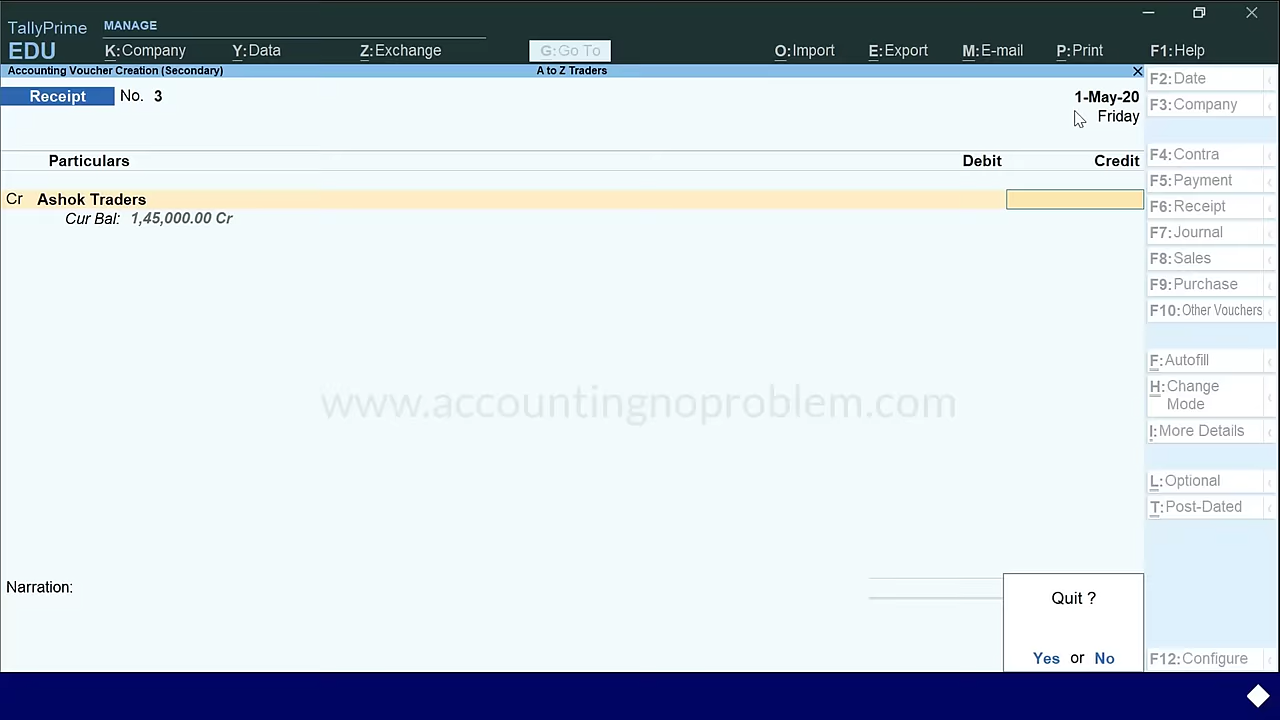 TallyPrime MANAGE
EDU K:Company Y:Data Z:Exchange G:Go To O:Import E:Export M:E-mail P:Print F1:Help
Accounting Voucher Creation (Secondary) A to Z Traders
Receipt No. 3 1-May-20
Friday
Particulars Debit Credit
Cr Ashok Traders
Cur Bal: 1,45,000.00 Cr
www.accountingnoproblem.com
Narration:
Quit ?
Yes or No
F2:Date
F3:Company
F4:Contra
F5:Payment
F6:Receipt
F7:Journal
F8:Sales
F9:Purchase
F10:Other Vouchers
F:Autofill
H:Change
Mode
I:More Details
L:Optional
T:Post-Dated
F12:Configure